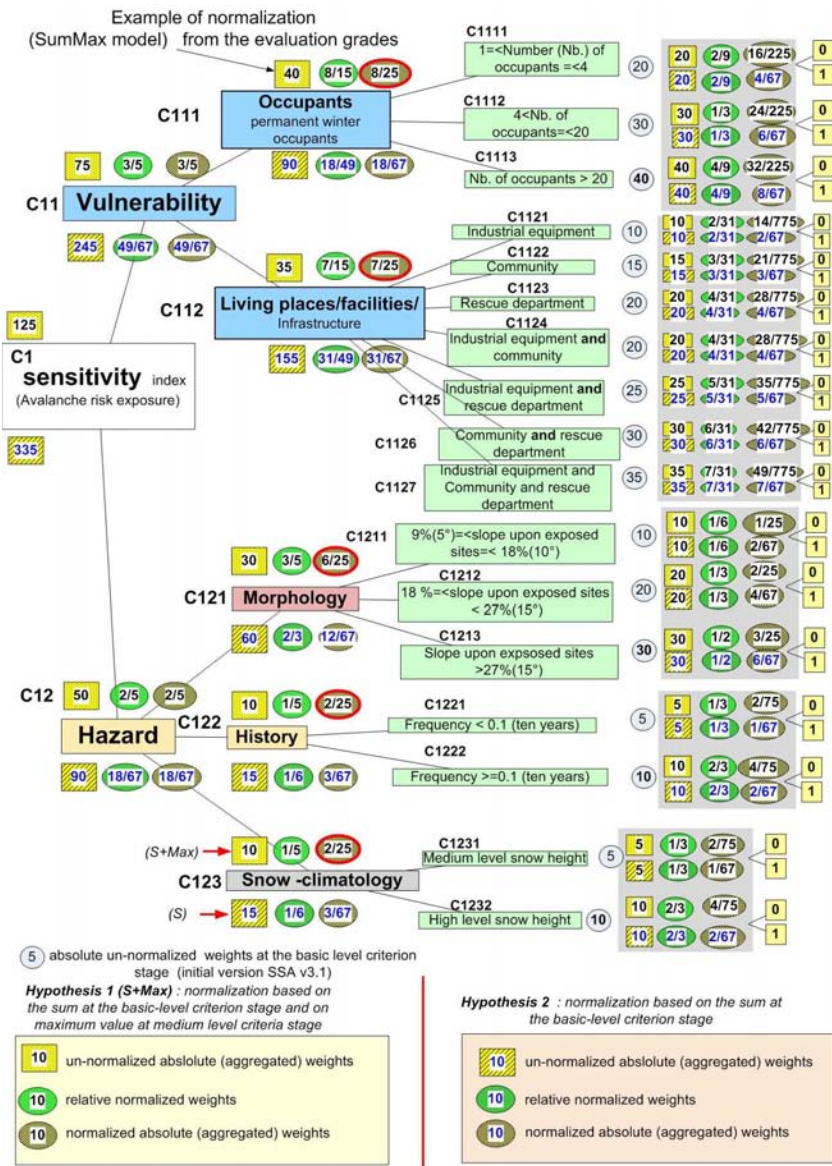 Example of normalization
(SumMax model) from the evaluation grades
C1111
1=<Number (Nb.) of
occupants =<4
20
20 2/9 16/225 0
20 2/9 4/67 1
40 8/15 8/25
C111
Occupants
permanent winter
occupants
90 18/49 18/67
C1112
4<Nb. of
occupants=<20
30
30 1/3 24/225 0
30 1/3 6/67 1
C1113
Nb. of occupants > 20
40
40 4/9 32/225 0
40 4/9 8/67 1
75 3/5 3/5
C11
Vulnerability
245 49/67 49/67
C1121
Industrial equipment
10
10 2/31 14/775 0
10 2/31 2/67 1
35 7/15 7/25
C112
Living places/facilities/
Infrastructure
155 31/49 31/67
C1122
Community
15
15 3/31 21/775 0
15 3/31 3/67 1
C1123
Rescue department
20
20 4/31 28/775 0
20 4/31 4/67 1
C1124
Industrial equipment and
community
20
20 4/31 28/775 0
20 4/31 4/67 1
C1125
Industrial equipment and
rescue department
25
25 5/31 35/775 0
25 5/31 5/67 1
C1126
Community and rescue
department
30
30 6/31 42/775 0
30 6/31 6/67 1
C1127
Industrial equipment and
Community and rescue
department
35
35 7/31 49/775 0
35 7/31 7/67 1
125
C1
sensitivity index
(Avalanche risk exposure)
335
C1211
9%(5°)=<slope upon exposed
sites=< 18%(10°)
10
10 1/6 1/25 0
10 1/6 2/67 1
30 3/5 6/25
C121
Morphology
60 2/3 12/67
C1212
18 %=<slope upon exposed sites
< 27%(15°)
20
20 1/3 2/25 0
20 1/3 4/67 1
C1213
Slope upon expsosed sites
>27%(15°)
30
30 1/2 3/25 0
30 1/2 6/67 1
C12
50 2/5 2/5
Hazard
90 18/67 18/67
10 1/5 2/25
C122
History
15 1/6 3/67
C1221
Frequency < 0.1 (ten years)
5
5 1/3 2/75 0
5 1/3 1/67 1
C1222
Frequency >=0.1 (ten years)
10
10 2/3 4/75 0
10 2/3 2/67 1
(S+Max)
10 1/5 2/25
C123
Snow -climatology
(S)
15 1/6 3/67
C1231
Medium level snow height
5
5 1/3 2/75 0
5 1/3 1/67 1
C1232
High level snow height
10
10 2/3 4/75 0
10 2/3 2/67 1
5 absolute un-normalized weights at the basic level criterion
stage (initial version SSA v3.1)
Hypothesis 1 (S+Max) : normalization based on
the sum at the basic-level criterion stage and on
maximum value at medium level criteria stage
10 un-normalized abslolute (aggregated) weights
10 relative normalized weights
10 normalized absolute (aggregated) weights
Hypothesis 2 : normalization based on the sum at
the basic-level criterion stage
10 un-normalized abslolute (aggregated) weights
10 relative normalized weights
10 normalized absolute (aggregated) weights